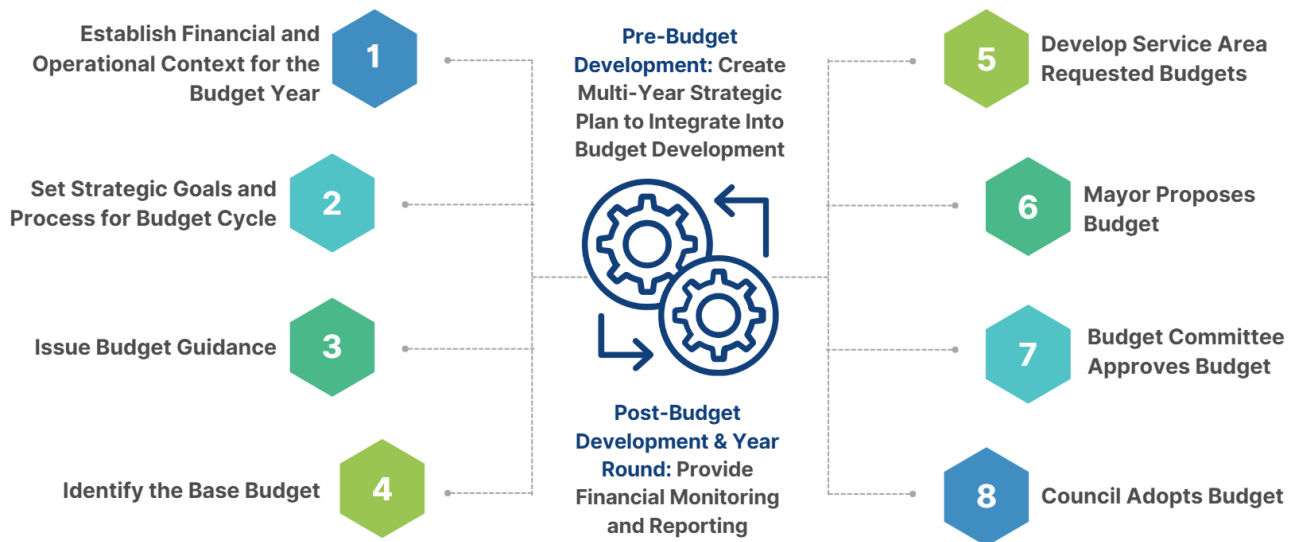 Establish Financial and
Operational Context for the
Budget Year
1
Set Strategic Goals and
Process for Budget Cycle
2
Issue Budget Guidance
3
Identify the Base Budget
4
Pre-Budget
Development: Create
Multi-Year Strategic
Plan to Integrate Into
Budget Development
Post-Budget
Development & Year
Round: Provide
Financial Monitoring
and Reporting
5
Develop Service Area
Requested Budgets
6
Mayor Proposes
Budget
7
Budget Committee
Approves Budget
8
Council Adopts Budget